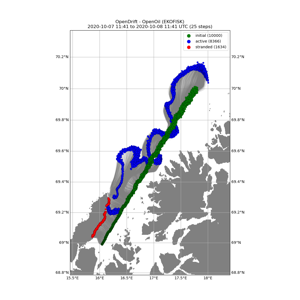 OpenDrift - OpenOil (EKOFISK)
2020-10-07 11:41 to 2020-10-08 11:41 UTC (25 steps)
initial (10000)
active (8366)
stranded (1634)
70.2°N
70°N
69.8°N
69.6°N
69.4°N
69.2°N
69°N
68.8°N
15.5°E
16°E
16.5°E
17°E
17.5°E
18°E